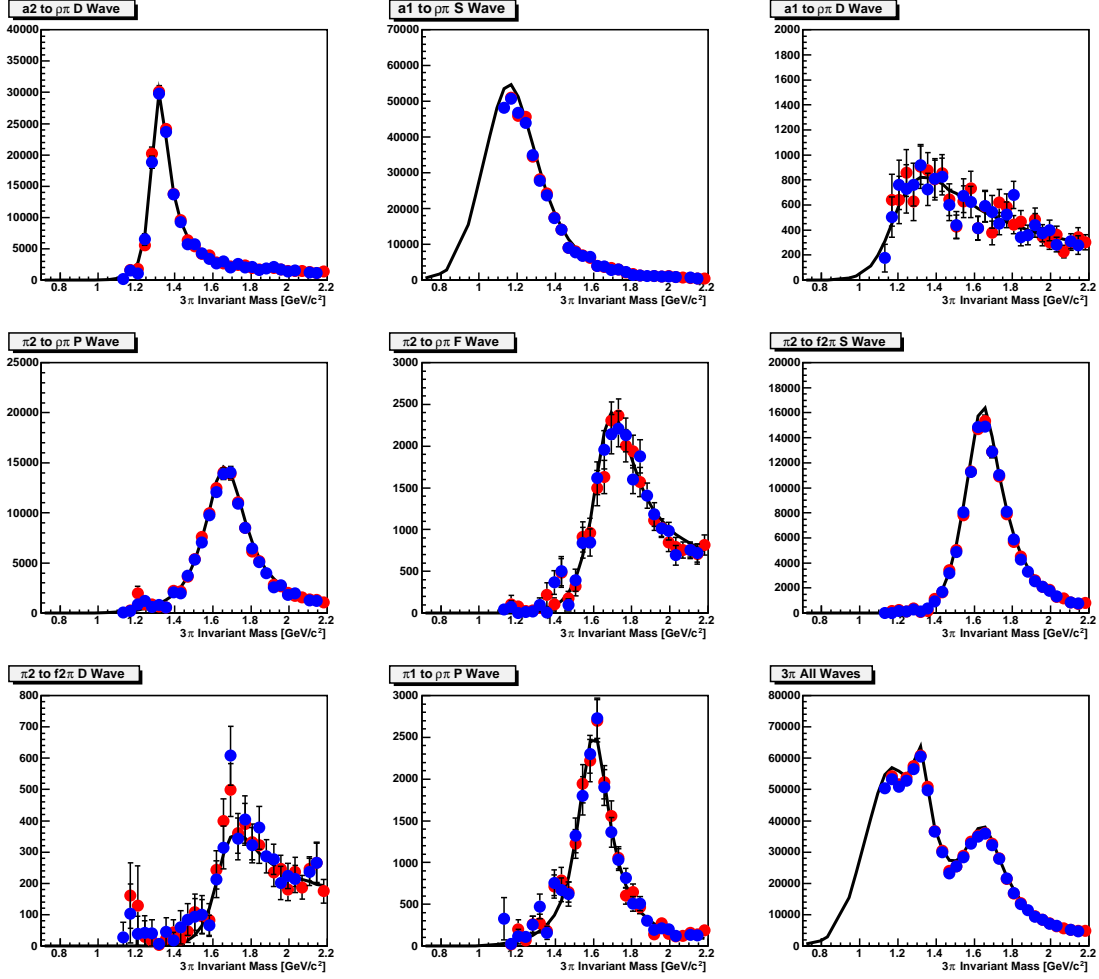 a2 to ρπ D Wave
40000
35000
30000
25000
20000
15000
10000
5000
0
0.8 1 1.2 1.4 1.6 1.8 2 2.2
3π Invariant Mass [GeV/c²]
a1 to ρπ S Wave
70000
60000
50000
40000
30000
20000
10000
0
0.8 1 1.2 1.4 1.6 1.8 2 2.2
3π Invariant Mass [GeV/c²]
a1 to ρπ D Wave
2000
1800
1600
1400
1200
1000
800
600
400
200
0
0.8 1 1.2 1.4 1.6 1.8 2 2.2
3π Invariant Mass [GeV/c²]
π2 to ρπ P Wave
25000
20000
15000
10000
5000
0
0.8 1 1.2 1.4 1.6 1.8 2 2.2
3π Invariant Mass [GeV/c²]
π2 to ρπ F Wave
3000
2500
2000
1500
1000
500
0
0.8 1 1.2 1.4 1.6 1.8 2 2.2
3π Invariant Mass [GeV/c²]
π2 to f2π S Wave
20000
18000
16000
14000
12000
10000
8000
6000
4000
2000
0
0.8 1 1.2 1.4 1.6 1.8 2 2.2
3π Invariant Mass [GeV/c²]
π2 to f2π D Wave
800
700
600
500
400
300
200
100
0
0.8 1 1.2 1.4 1.6 1.8 2 2.2
3π Invariant Mass [GeV/c²]
π1 to ρπ P Wave
3000
2500
2000
1500
1000
500
0
0.8 1 1.2 1.4 1.6 1.8 2 2.2
3π Invariant Mass [GeV/c²]
3π All Waves
80000
70000
60000
50000
40000
30000
20000
10000
0
0.8 1 1.2 1.4 1.6 1.8 2 2.2
3π Invariant Mass [GeV/c²]